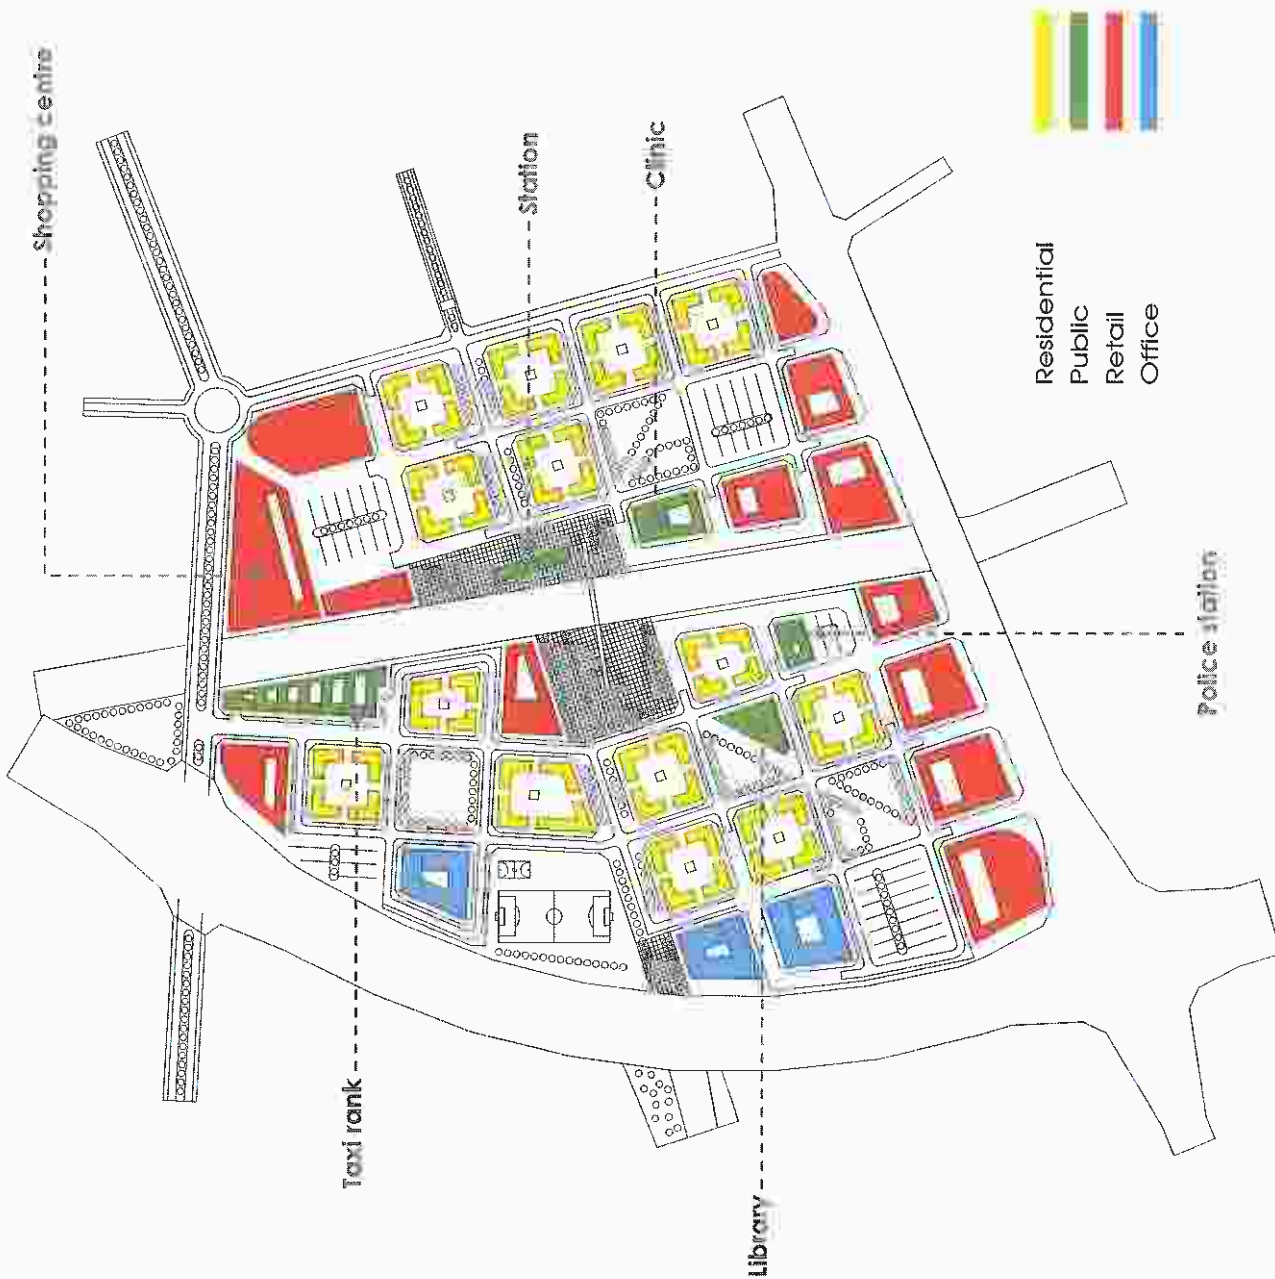 Shopping centre
Station
Clinic
Taxi rank
Library
Police station
Residential
Public
Retail
Office